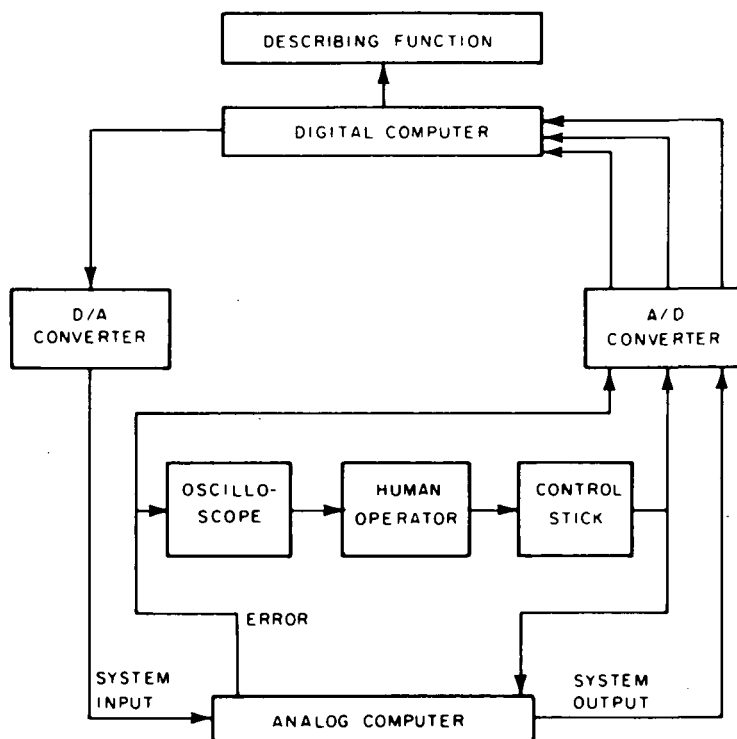 DESCRIBING FUNCTION
DIGITAL COMPUTER
D/A
CONVERTER
A/D
CONVERTER
OSCILLO-
SCOPE
HUMAN
OPERATOR
CONTROL
STICK
ERROR
SYSTEM
INPUT
SYSTEM
OUTPUT
ANALOG COMPUTER